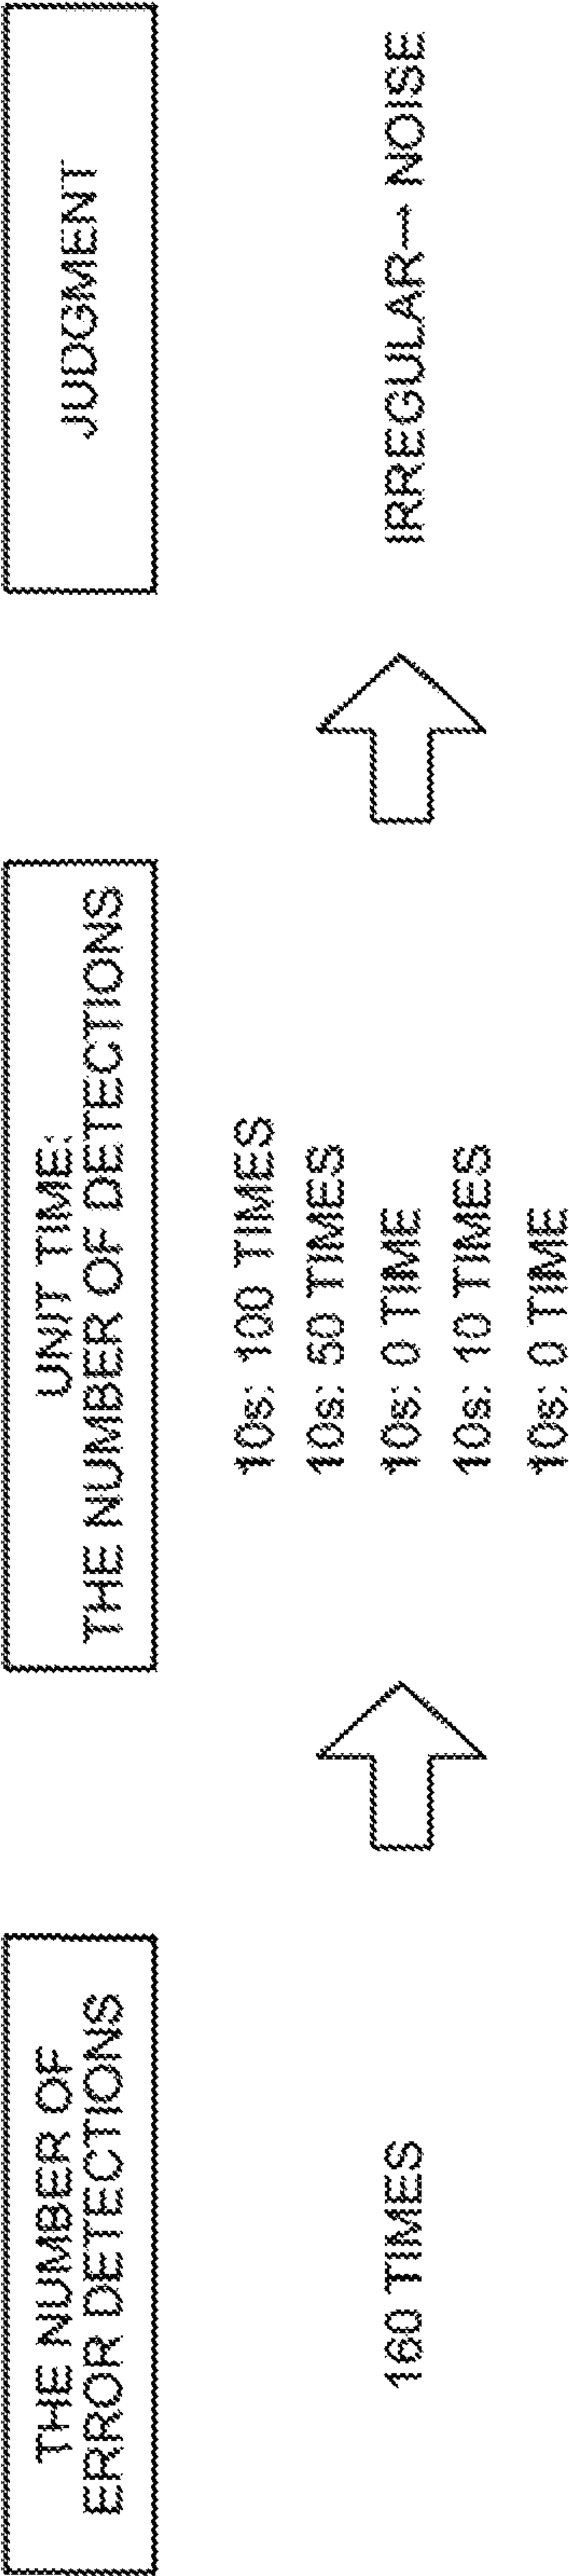 THE NUMBER OF
ERROR DETECTIONS
160 TIMES
UNIT TIME:
THE NUMBER OF DETECTIONS
10s: 100 TIMES
10s: 50 TIMES
10s: 0 TIME
10s: 10 TIMES
10s: 0 TIME
JUDGMENT
IRREGULAR→ NOISE